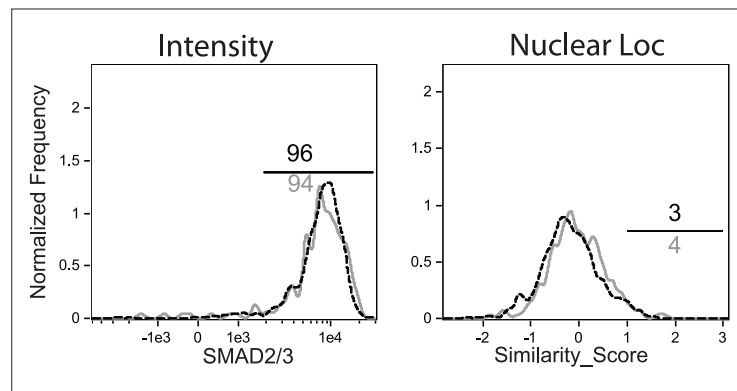 Intensity
Nuclear Loc
Normalized Frequency
2
1.5
1
0.5
0
96
94
-1e3
0
1e3
1e4
SMAD2/3
2
1.5
1
0.5
0
3
4
-2
-1
0
1
2
3
Similarity_Score